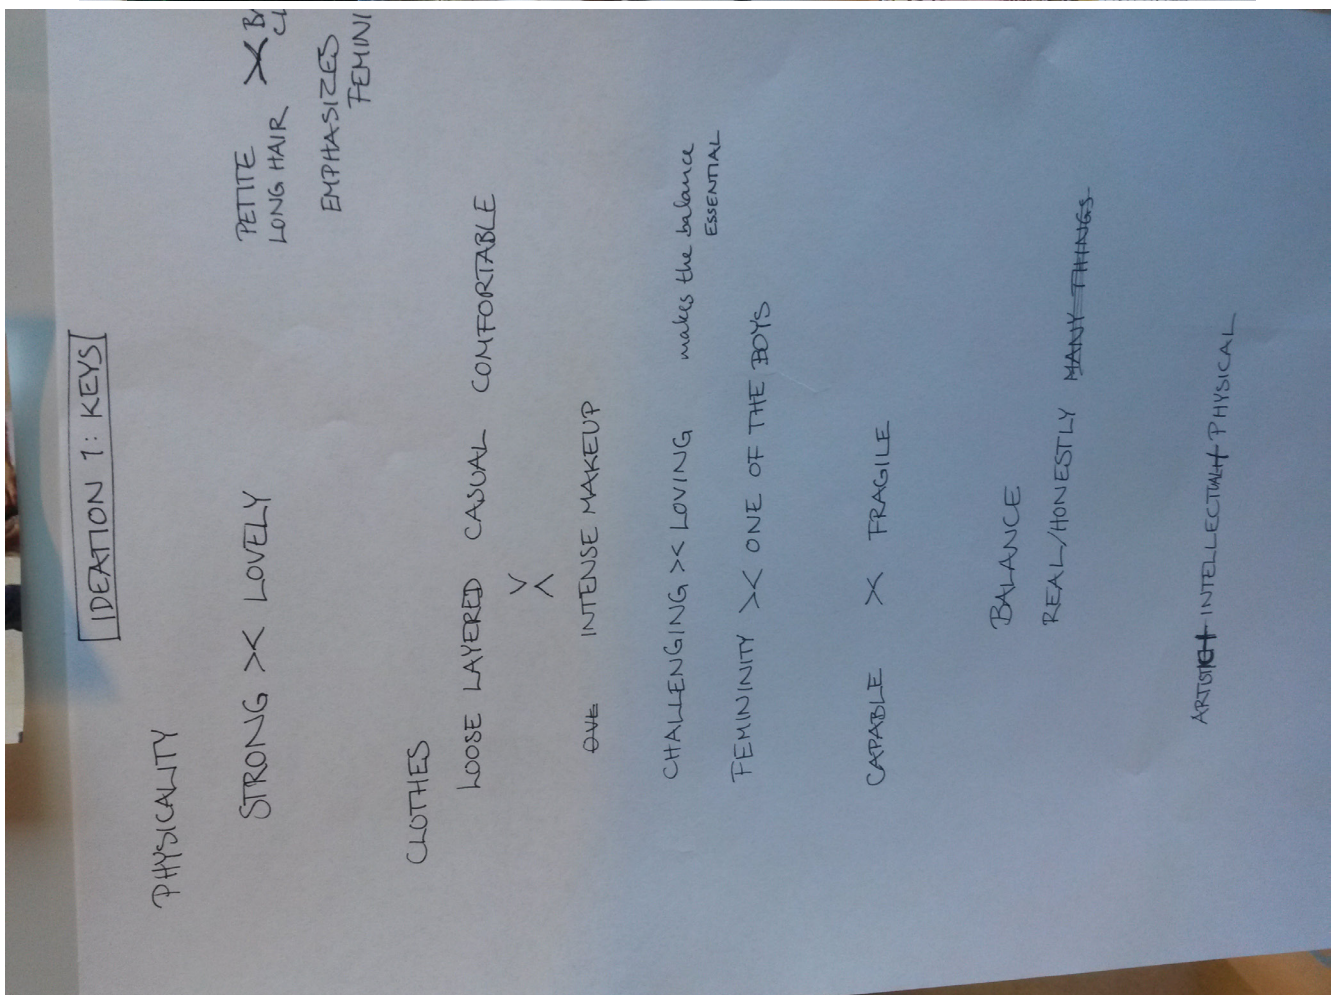 IDEATION 1: KEYS
PHYSICALITY
STRONG >< LOVELY
PETITE ><
LONG HAIR
EMPHASIZES
CLOTHES
LOOSE LAYERED CASUAL COMFORTABLE
><
INTENSE MAKEUP
CHALLENGING >< LOVING makes the balance
ESSENTIAL
FEMININITY >< ONE OF THE BOYS
CAPABLE >< FRAGILE
BALANCE
REAL/HONESTLY MANY THINGS
ARTISTIC INTELLECTUAL PHYSICAL